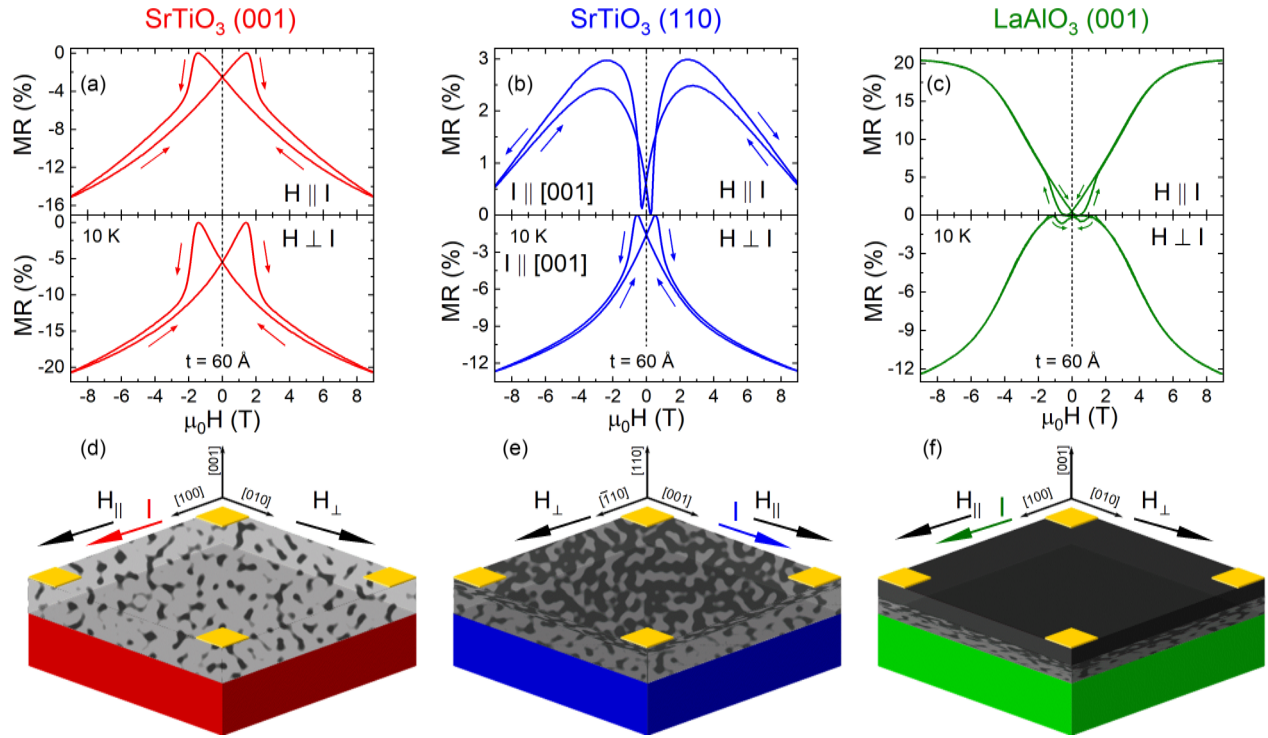 SrTiO₃ (001)
SrTiO₃ (110)
LaAlO₃ (001)
(a)
MR (%)
0
-4
-8
-12
-16
H || I
10 K
H ⊥ I
MR (%)
0
-5
-10
-15
-20
t = 60 Å
-8 -6 -4 -2 0 2 4 6 8
μ₀H (T)
(b)
MR (%)
3
2
1
0
I || [001]
H || I
10 K
I || [001]
H ⊥ I
MR (%)
-3
-6
-9
-12
t = 60 Å
-8 -6 -4 -2 0 2 4 6 8
μ₀H (T)
(c)
MR (%)
20
15
10
5
0
H || I
10 K
H ⊥ I
MR (%)
-3
-6
-9
-12
t = 60 Å
-8 -6 -4 -2 0 2 4 6 8
μ₀H (T)
(d)
[001]
[100]
[010]
H||
I
H⊥
(e)
[110]
[1̄10]
[001]
H⊥
I
H||
(f)
[001]
[100]
[010]
H||
I
H⊥